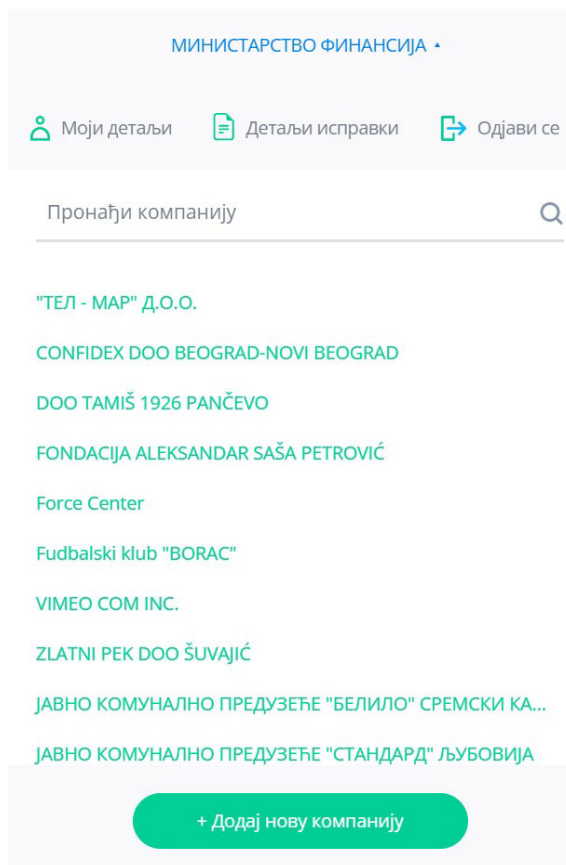 МИНИСТАРСТВО ФИНАНСИЈА
Моји детаљи Детаљи исправки Одјави се
Пронађи компанију
"ТЕЛ - МАР" Д.О.О.
CONFIDEX DOO BEOGRAD-NOVI BEOGRAD
DOO TAMIŠ 1926 PANČEVO
FONDACIJA ALEKSANDAR SAŠA PETROVIĆ
Force Center
Fudbalski klub "BORAC"
VIMEO COM INC.
ZLATNI PEK DOO ŠUVAJIĆ
ЈАВНО КОМУНАЛНО ПРЕДУЗЕЋЕ "БЕЛИЛО" СРЕМСКИ КА...
ЈАВНО КОМУНАЛНО ПРЕДУЗЕЋЕ "СТАНДАРД" ЉУБОВИЈА
+ Додај нову компанију